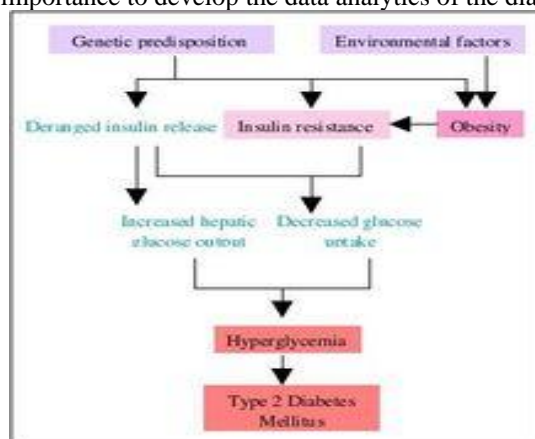 importance to develop the data analytics of the dia
Genetic predisposition
Environmental factors
Deranged insulin release
Insulin resistance
Obesity
Increased hepatic
glucose output
Decreased glucose
uptake
Hyperglycemia
Type 2 Diabetes
Mellitus